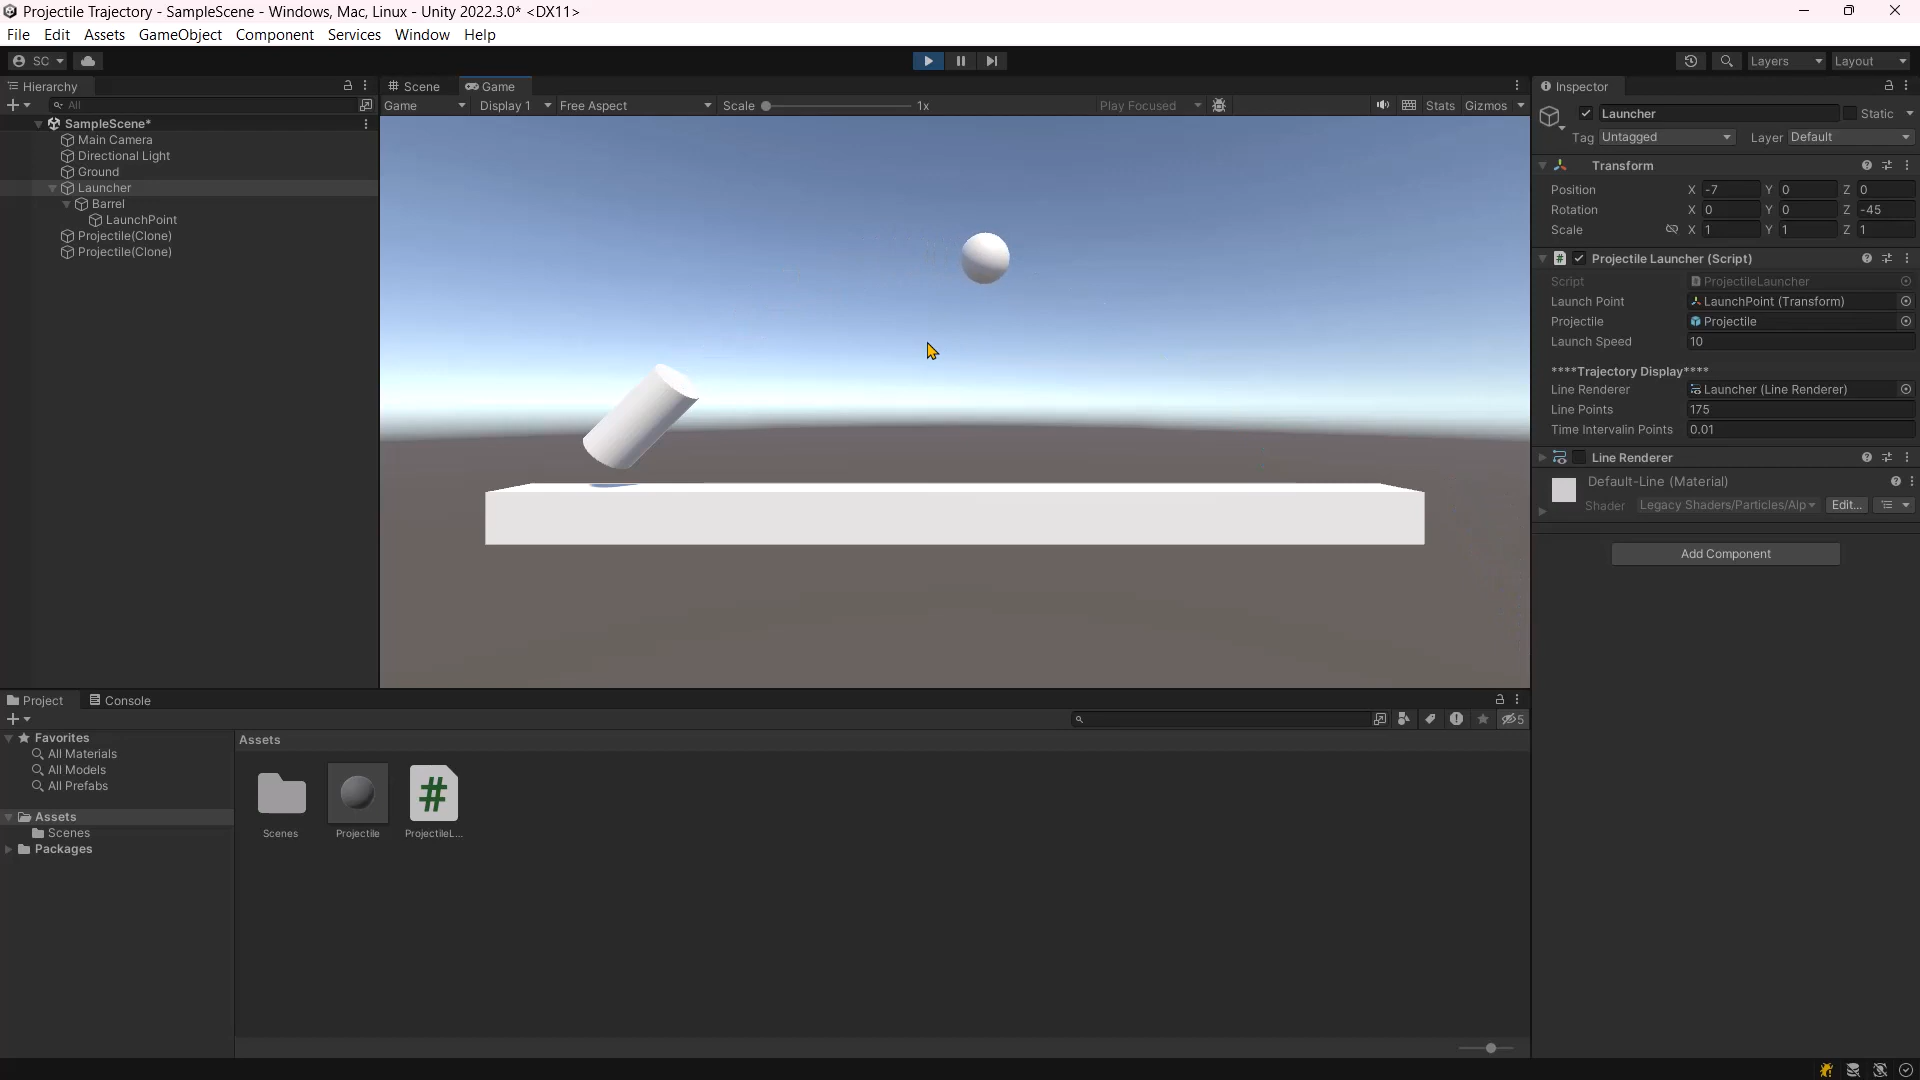 Projectile Trajectory - SampleScene - Windows, Mac, Linux - Unity 2022.3.0* <DX11>
File Edit Assets GameObject Component Services Window Help
SC Layers Layout
Hierarchy
All
SampleScene*
Main Camera
Directional Light
Ground
Launcher
Barrel
LaunchPoint
Projectile(Clone)
Projectile(Clone)
Scene Game
Game Display 1 Free Aspect Scale 1x Play Focused Stats Gizmos
Inspector
Launcher Static
Tag Untagged Layer Default
Transform
Position X -7 Y 0 Z 0
Rotation X 0 Y 0 Z -45
Scale X 1 Y 1 Z 1
# Projectile Launcher (Script)
Script ProjectileLauncher
Launch Point LaunchPoint (Transform)
Projectile Projectile
Launch Speed 10
****Trajectory Display****
Line Renderer Launcher (Line Renderer)
Line Points 175
Time Intervalin Points 0.01
Line Renderer
Default-Line (Material)
Shader Legacy Shaders/Particles/Alp Edit...
Add Component
Project Console
5
Favorites
All Materials
All Models
All Prefabs
Assets
Scenes
Packages
Assets
#
Scenes Projectile ProjectileL...